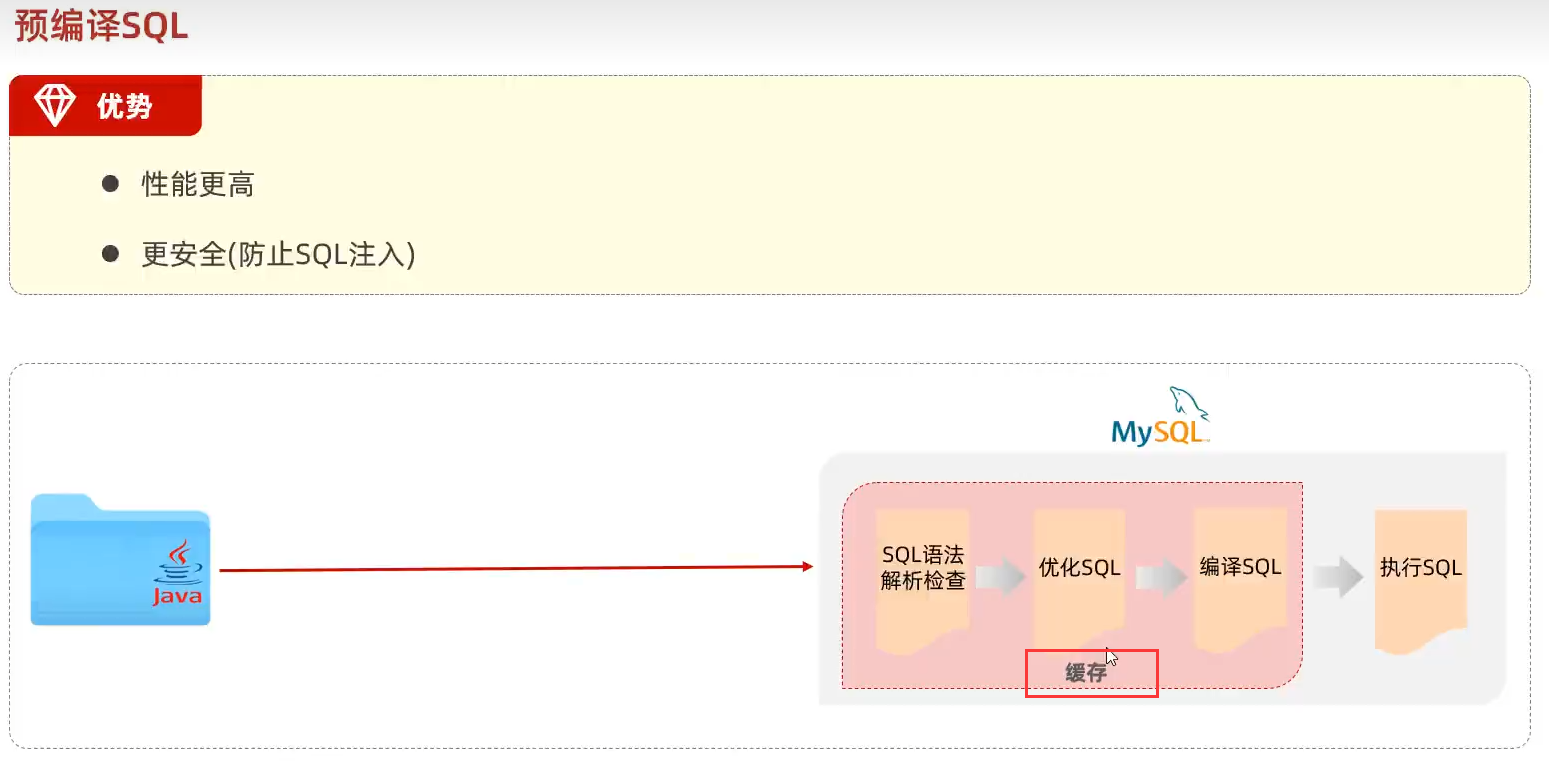 预编译SQL
优势
性能更高
更安全(防止SQL注入)
MySQL
SQL语法
解析检查
优化SQL
编译SQL
执行SQL
Java
缓存